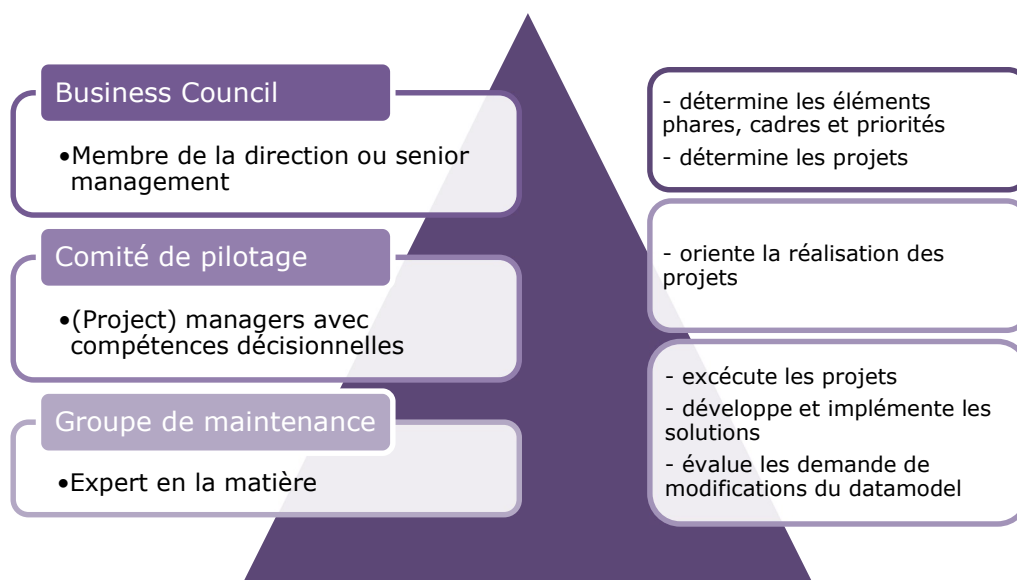 Business Council
•Membre de la direction ou senior
management
- détermine les éléments
phares, cadres et priorités
- détermine les projets
Comité de pilotage
•(Project) managers avec
compétences décisionnelles
- oriente la réalisation des
projets
Groupe de maintenance
•Expert en la matière
- excécute les projets
- développe et implémente les
solutions
- évalue les demande de
modifications du datamodel